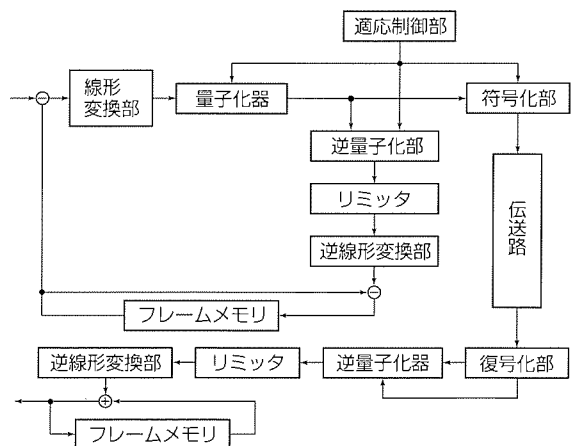 適応制御部
線形
変換部
量子化器
符号化部
逆量子化部
リミッタ
逆線形変換部
伝送路
フレームメモリ
逆線形変換部
リミッタ
逆量子化器
復号化部
フレームメモリ